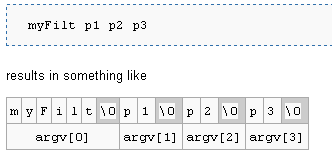 myFilt p1 p2 p3
results in something like
m y F i l t \0 p 1 \0 p 2 \0 p 3 \0
argv[0] argv[1] argv[2] argv[3]